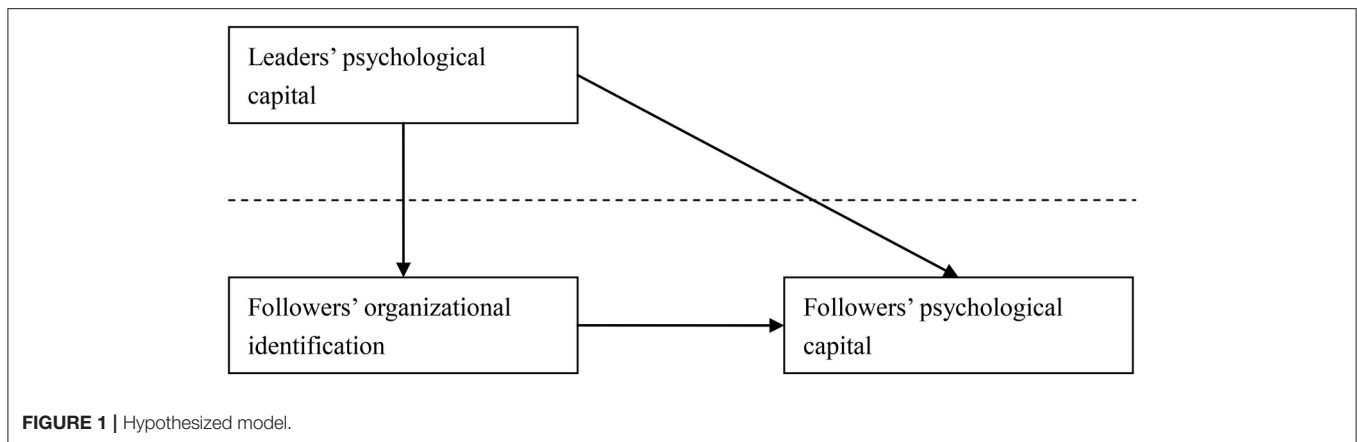 Leaders’ psychological
capital
Followers’ organizational
identification
Followers’ psychological
capital
FIGURE 1 | Hypothesized model.